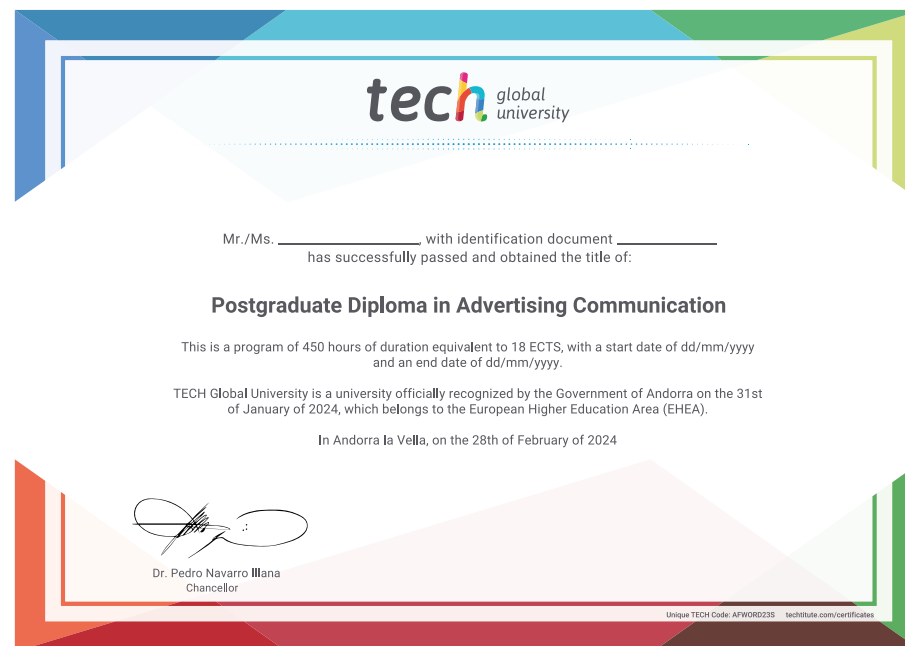 tech global
university
Mr./Ms. ____________, with identification document ____________
has successfully passed and obtained the title of:
Postgraduate Diploma in Advertising Communication
This is a program of 450 hours of duration equivalent to 18 ECTS, with a start date of dd/mm/yyyy
and an end date of dd/mm/yyyy.
TECH Global University is a university officially recognized by the Government of Andorra on the 31st
of January of 2024, which belongs to the European Higher Education Area (EHEA).
In Andorra la Vella, on the 28th of February of 2024
Dr. Pedro Navarro Illana
Chancellor
Unique TECH Code: AFWORD23S techtitute.com/certificates